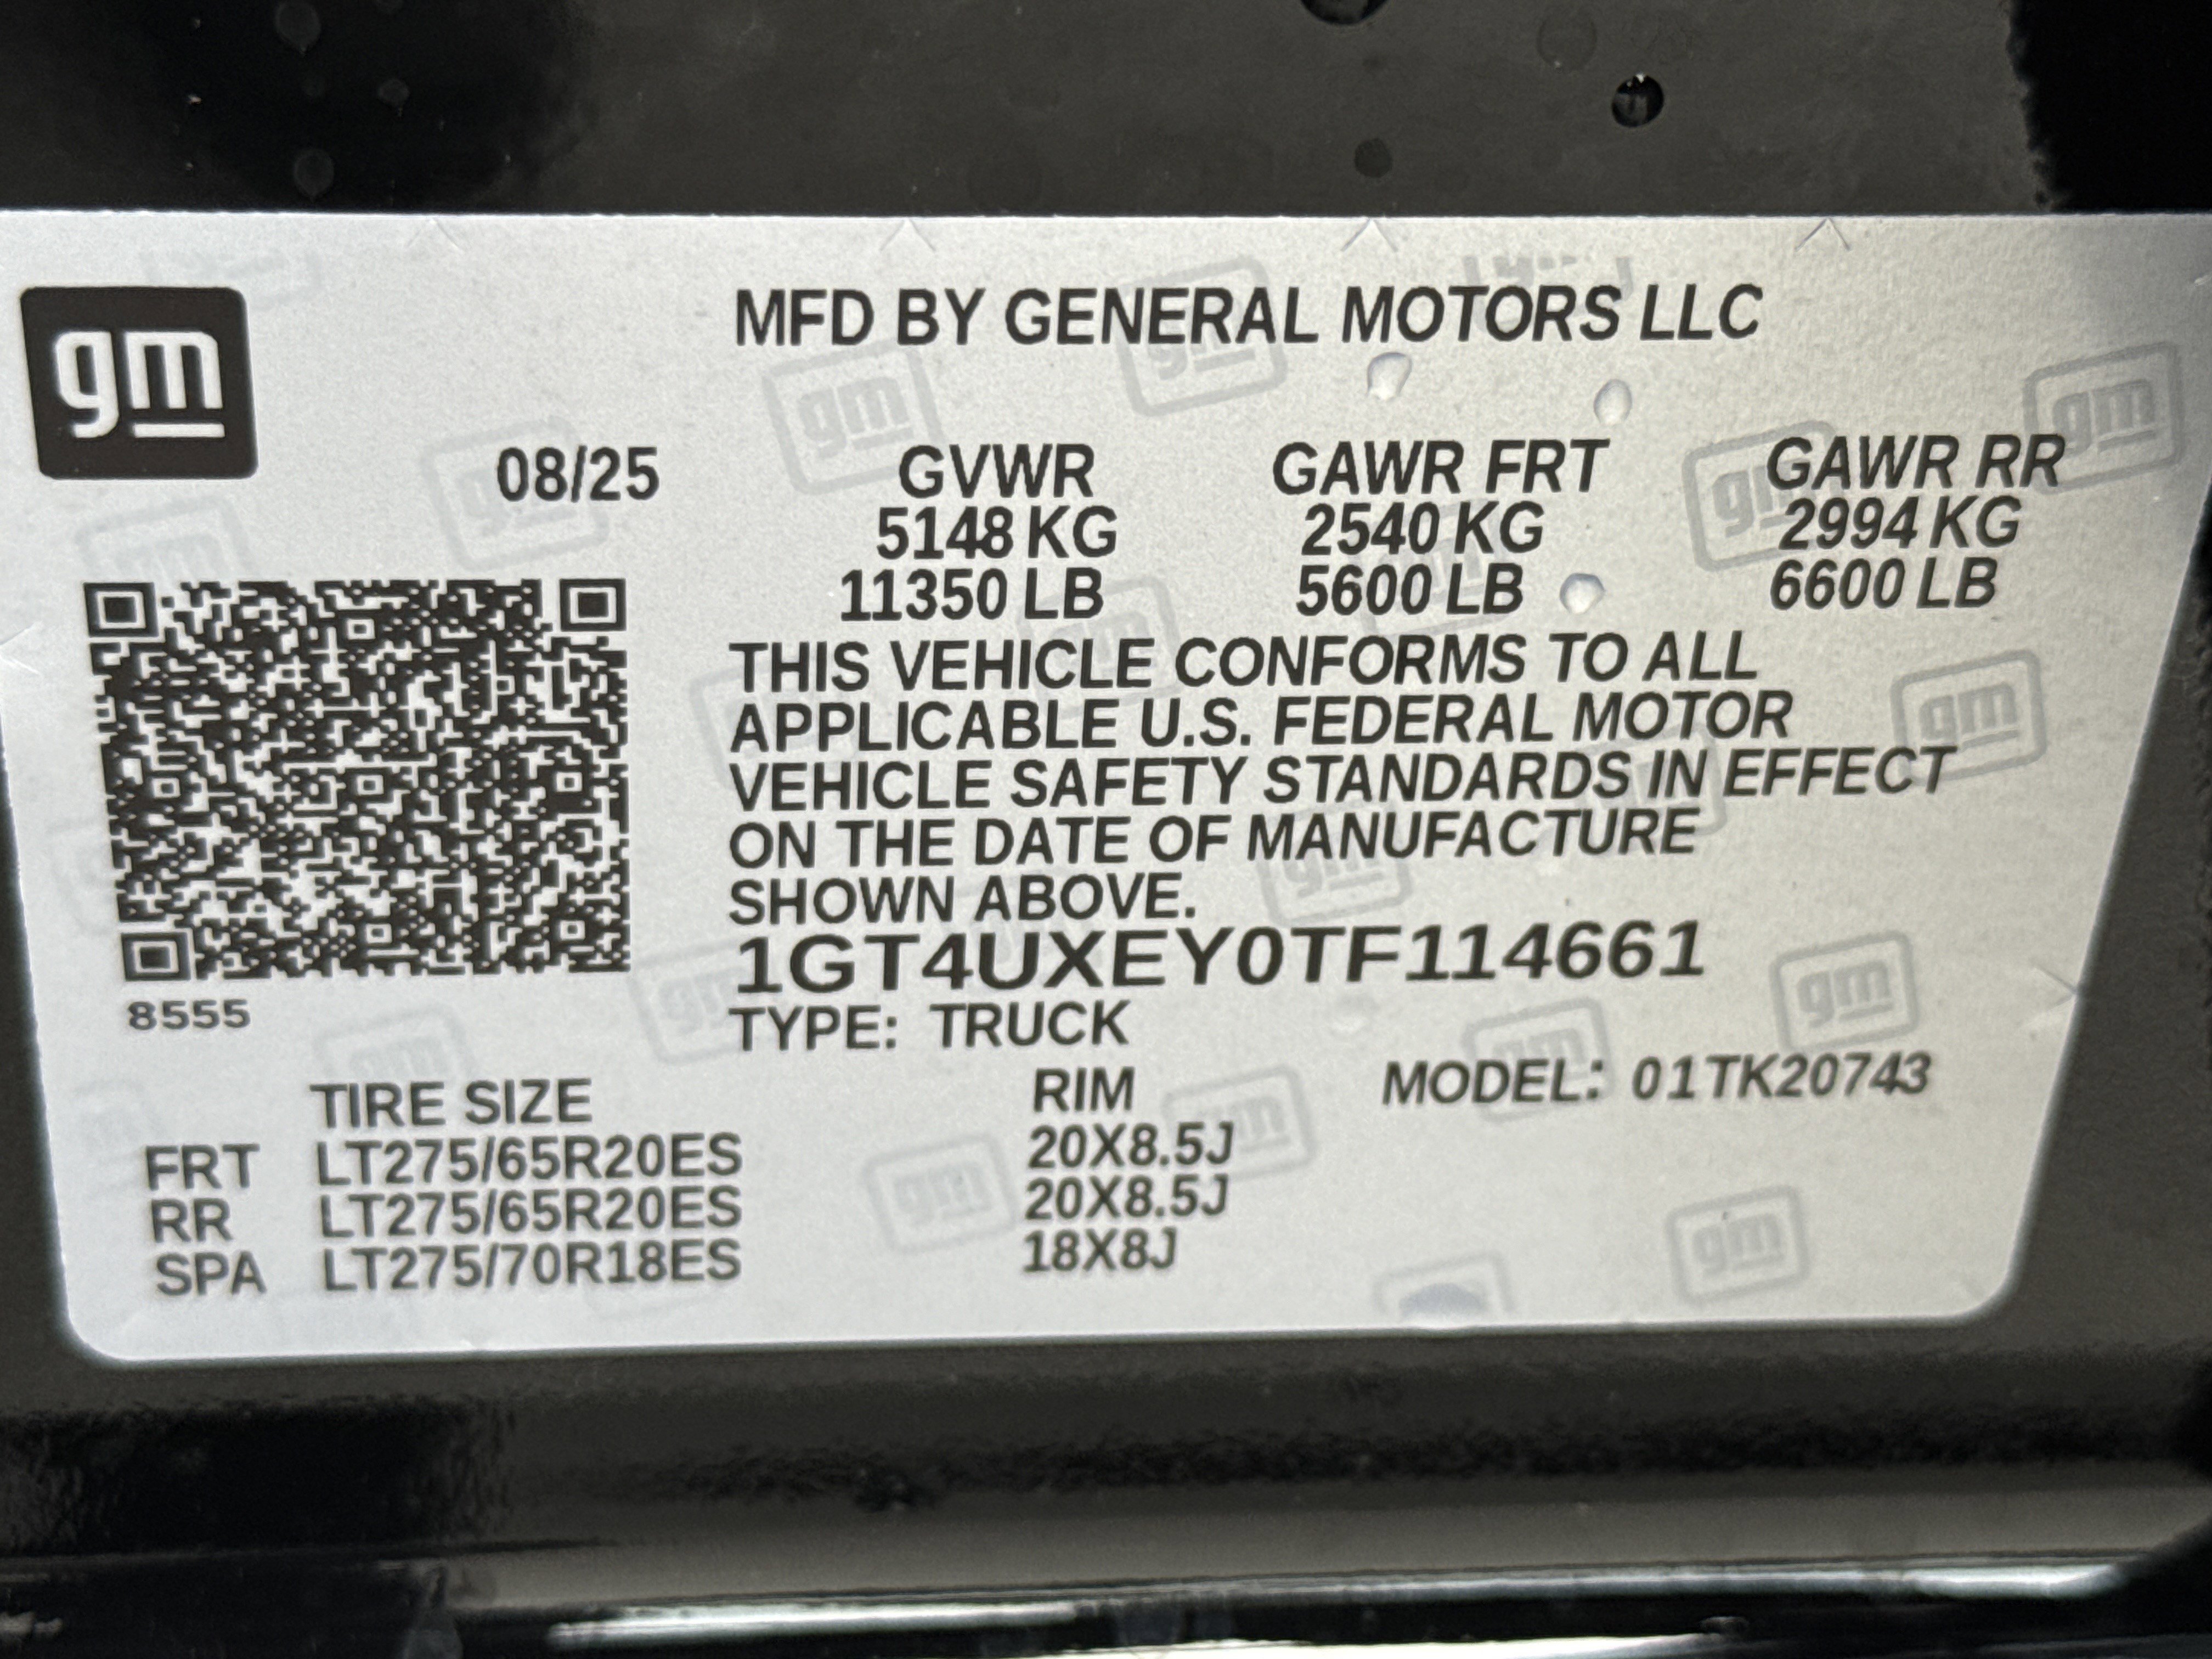 gm
MFD BY GENERAL MOTORS LLC
08/25 GVWR GAWR FRT GAWR RR
5148 KG 2540 KG 2994 KG
11350 LB 5600 LB 6600 LB
THIS VEHICLE CONFORMS TO ALL
APPLICABLE U.S. FEDERAL MOTOR
VEHICLE SAFETY STANDARDS IN EFFECT
ON THE DATE OF MANUFACTURE
SHOWN ABOVE.
1GT4UXEY0TF114661
8555
TYPE: TRUCK
TIRE SIZE RIM MODEL: 01TK20743
FRT LT275/65R20ES 20X8.5J
RR LT275/65R20ES 20X8.5J
SPA LT275/70R18ES 18X8J